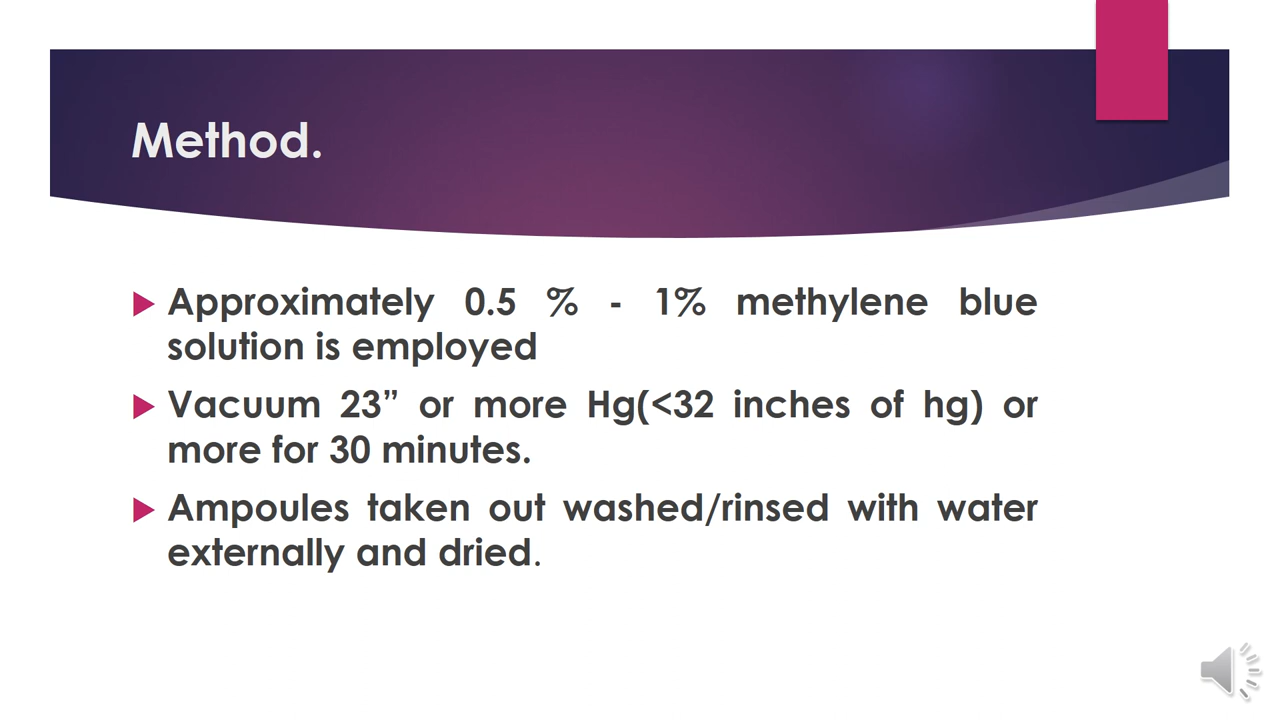 Method.
Approximately 0.5 % - 1% methylene blue
solution is employed
Vacuum 23” or more Hg(<32 inches of hg) or
more for 30 minutes.
Ampoules taken out washed/rinsed with water
externally and dried.